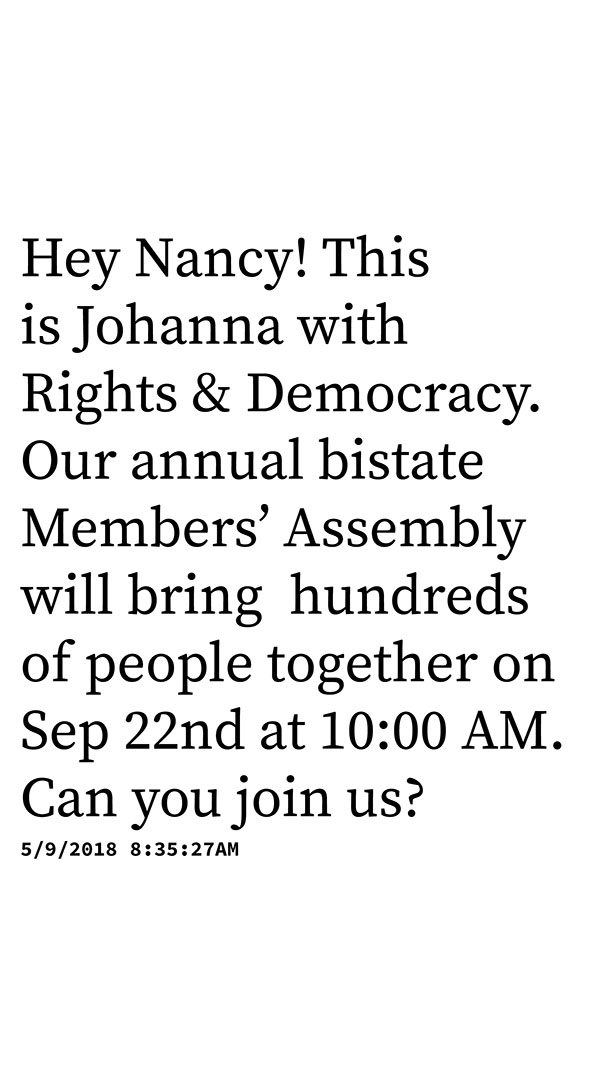 Hey Nancy! This
is Johanna with
Rights & Democracy.
Our annual bistate
Members’ Assembly
will bring  hundreds
of people together on
Sep 22nd at 10:00 AM.
Can you join us?
5/9/2018 8:35:27AM